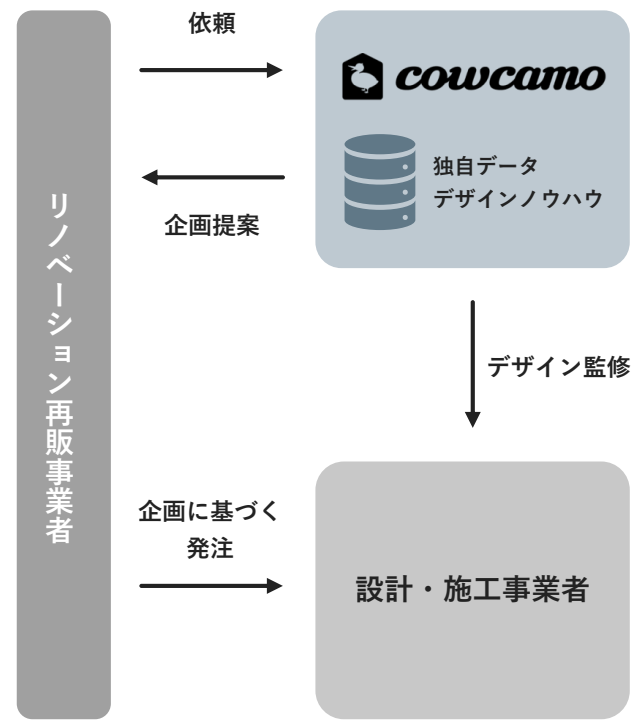 リノベーション再販事業者
依頼
cowcamo
独自データ
デザインノウハウ
企画提案
デザイン監修
企画に基づく
発注
設計・施工事業者